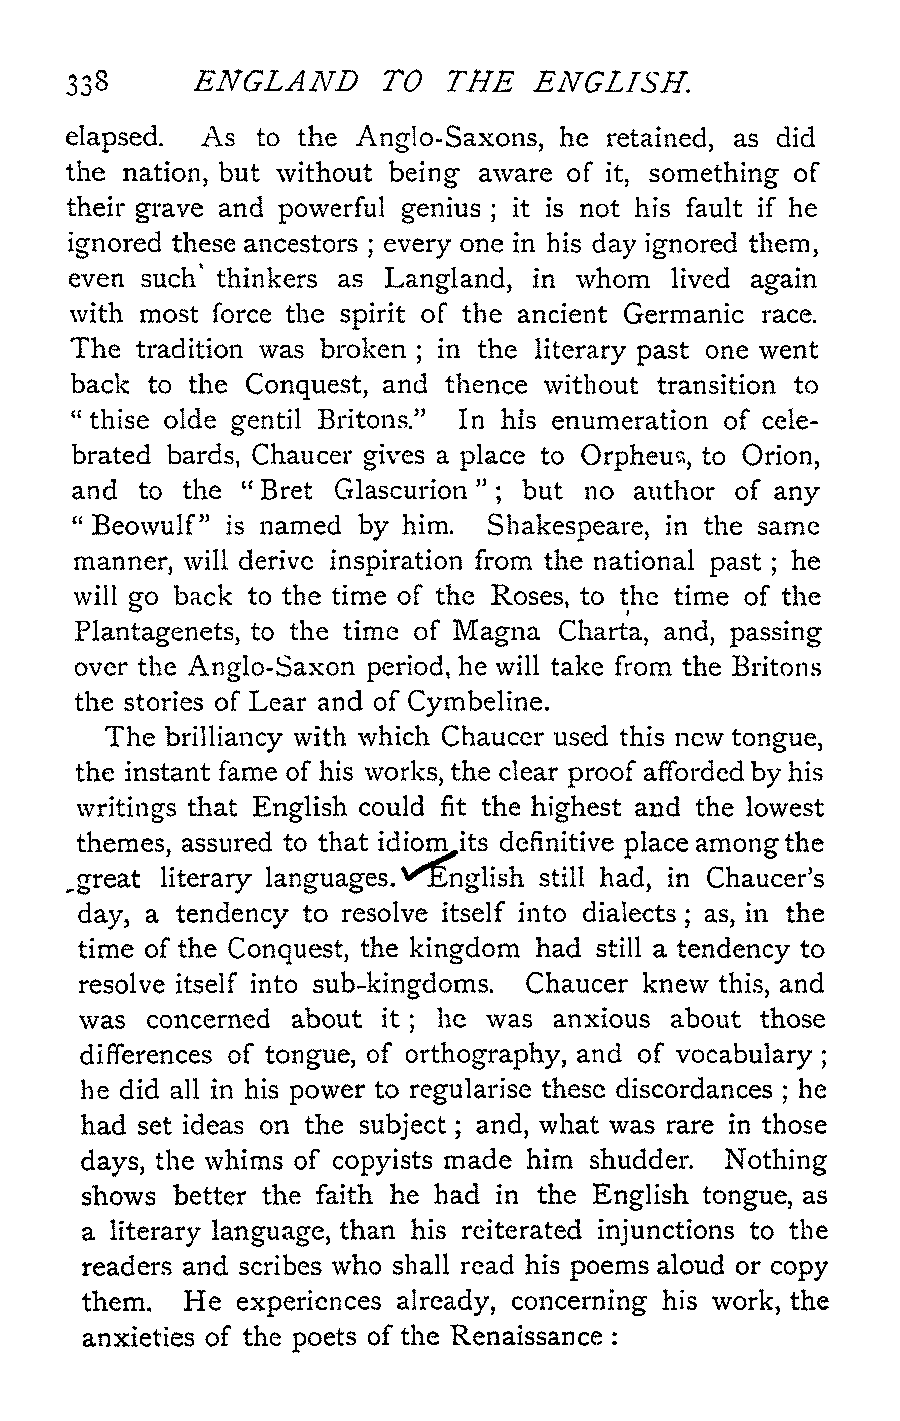 338 ENGLAND TO THE ENGLISH.
elapsed. As to the Anglo-Saxons, he retained, as did
the nation, but without being aware of it, something of
their grave and powerful genius ; it is not his fault if he
ignored these ancestors ; every one in his day ignored them,
even such thinkers as Langland, in whom lived again
with most force the spirit of the ancient Germanic race.
The tradition was broken ; in the literary past one went
back to the Conquest, and thence without transition to
“ thise olde gentil Britons.” In his enumeration of cele-
brated bards, Chaucer gives a place to Orpheus, to Orion,
and to the “ Bret Glascurion ” ; but no author of any
“ Beowulf” is named by him. Shakespeare, in the same
manner, will derive inspiration from the national past ; he
will go back to the time of the Roses, to the time of the
Plantagenets, to the time of Magna Charta, and, passing
over the Anglo-Saxon period, he will take from the Britons
the stories of Lear and of Cymbeline.
The brilliancy with which Chaucer used this new tongue,
the instant fame of his works, the clear proof afforded by his
writings that English could fit the highest and the lowest
themes, assured to that idiom its definitive place among the
great literary languages. English still had, in Chaucer’s
day, a tendency to resolve itself into dialects ; as, in the
time of the Conquest, the kingdom had still a tendency to
resolve itself into sub-kingdoms. Chaucer knew this, and
was concerned about it ; he was anxious about those
differences of tongue, of orthography, and of vocabulary ;
he did all in his power to regularise these discordances ; he
had set ideas on the subject ; and, what was rare in those
days, the whims of copyists made him shudder. Nothing
shows better the faith he had in the English tongue, as
a literary language, than his reiterated injunctions to the
readers and scribes who shall read his poems aloud or copy
them. He experiences already, concerning his work, the
anxieties of the poets of the Renaissance :